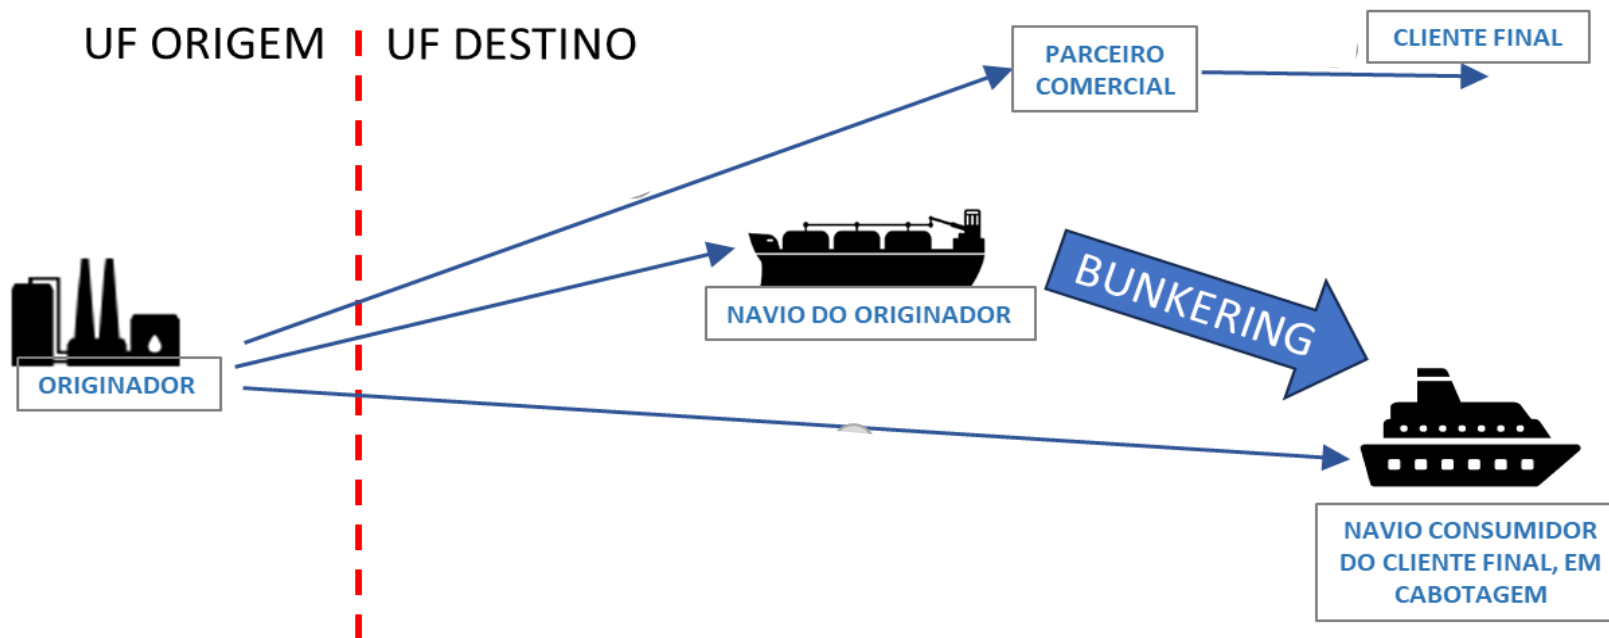 UF ORIGEM
UF DESTINO
CLIENTE FINAL
PARCEIRO
COMERCIAL
BUNKERING
NAVIO DO ORIGINADOR
ORIGINADOR
NAVIO CONSUMIDOR
DO CLIENTE FINAL, EM
CABOTAGEM